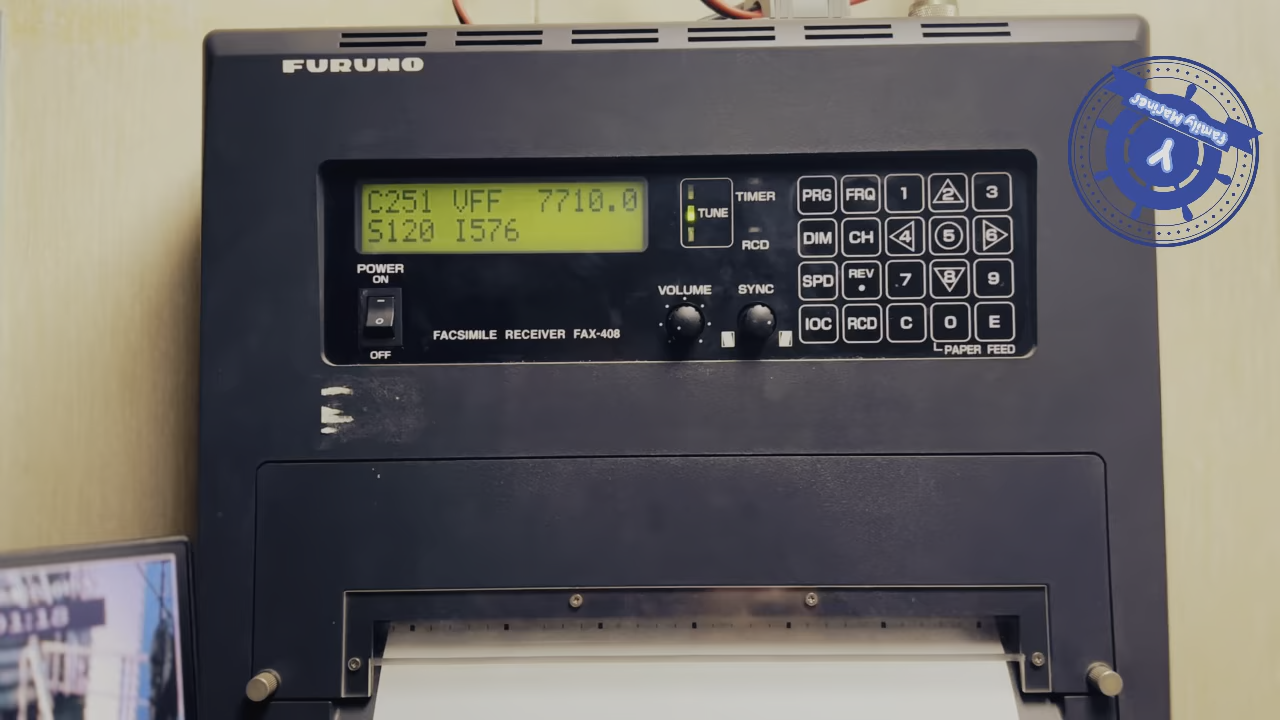 FURUNO
C251 VFF 7710.0
S120 I576
POWER
ON
OFF
FACSIMILE RECEIVER FAX-408
TUNE
TIMER
RCD
VOLUME
SYNC
PRG FRQ 1 2 3
DIM CH 4 5 6
SPD REV 7 8 9
IOC RCD C 0 E
PAPER FEED
Family Mariner
Y